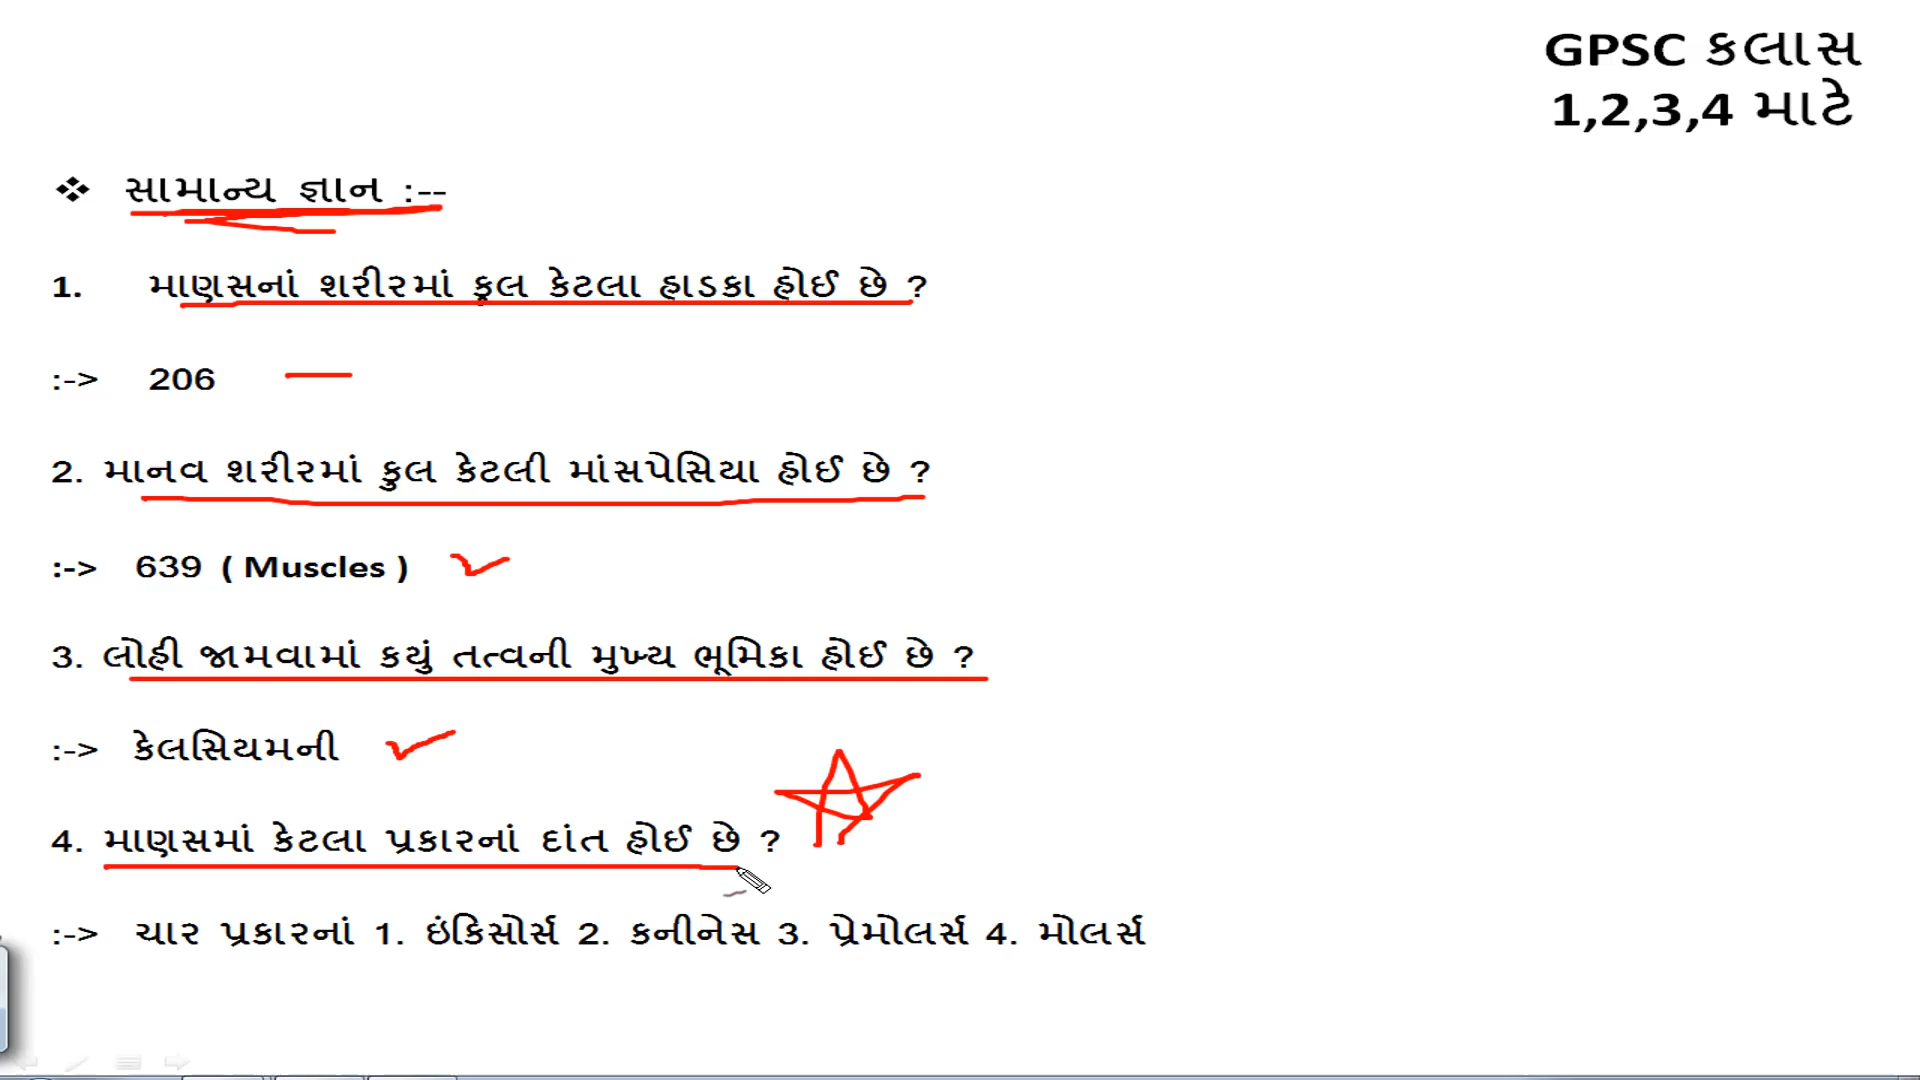 GPSC કલાસ
1,2,3,4 માટે
❖ સામાન્ય જ્ઞાન :--
1. માણસનાં શરીરમાં કુલ કેટલા હાડકા હોઈ છે ?
:-> 206
2. માનવ શરીરમાં કુલ કેટલી માંસપેસિયા હોઈ છે ?
:-> 639 ( Muscles )
3. લોહી જામવામાં કયું તત્વની મુખ્ય ભૂમિકા હોઈ છે ?
:-> કેલસિયમની
4. માણસમાં કેટલા પ્રકારનાં દાંત હોઈ છે ?
:-> ચાર પ્રકારનાં 1. ઇંકિસોર્સ 2. કનીનેસ 3. પ્રેમોલર્સ 4. મોલર્સ